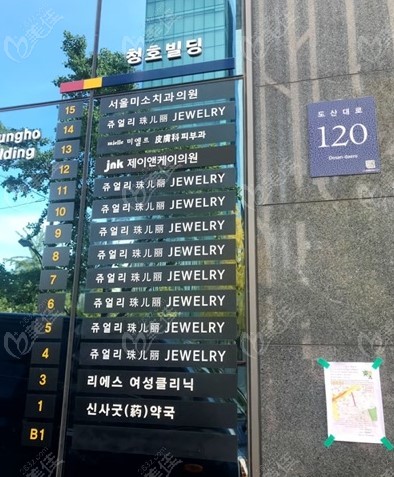 청호빌딩
ungho
lding
15 서울미소치과의원
14 쥬얼리 珠儿丽 JEWELRY
13 mielle 미엘르 皮膚科피부과
12 jnk 제이앤케이의원
11 쥬얼리 珠儿丽 JEWELRY
10 쥬얼리 珠儿丽 JEWELRY
9 쥬얼리 珠儿丽 JEWELRY
8 쥬얼리 珠儿丽 JEWELRY
7 쥬얼리 珠儿丽 JEWELRY
6 쥬얼리 珠儿丽 JEWELRY
5 쥬얼리 珠儿丽 JEWELRY
4 쥬얼리 珠儿丽 JEWELRY
3 리에스 여성클리닉
1 신사굿(药)약국
B1
도산대로
120
Dosan-daero